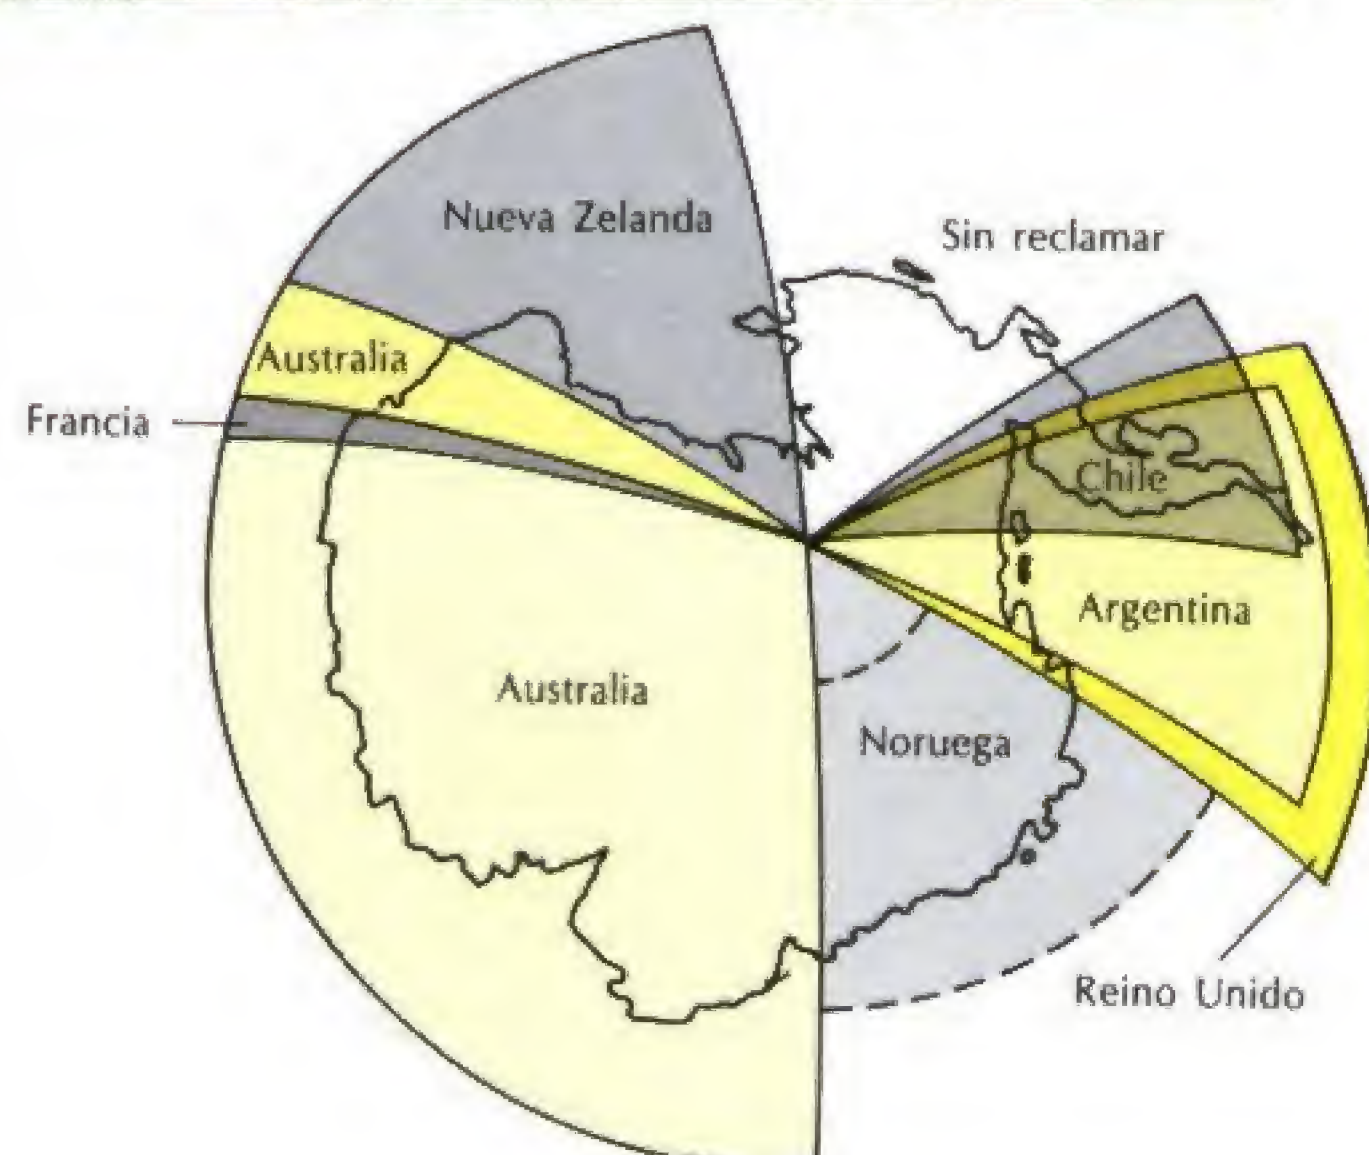 Nueva Zelanda
Sin reclamar
Australia
Francia
Chile
Argentina
Australia
Noruega
Reino Unido